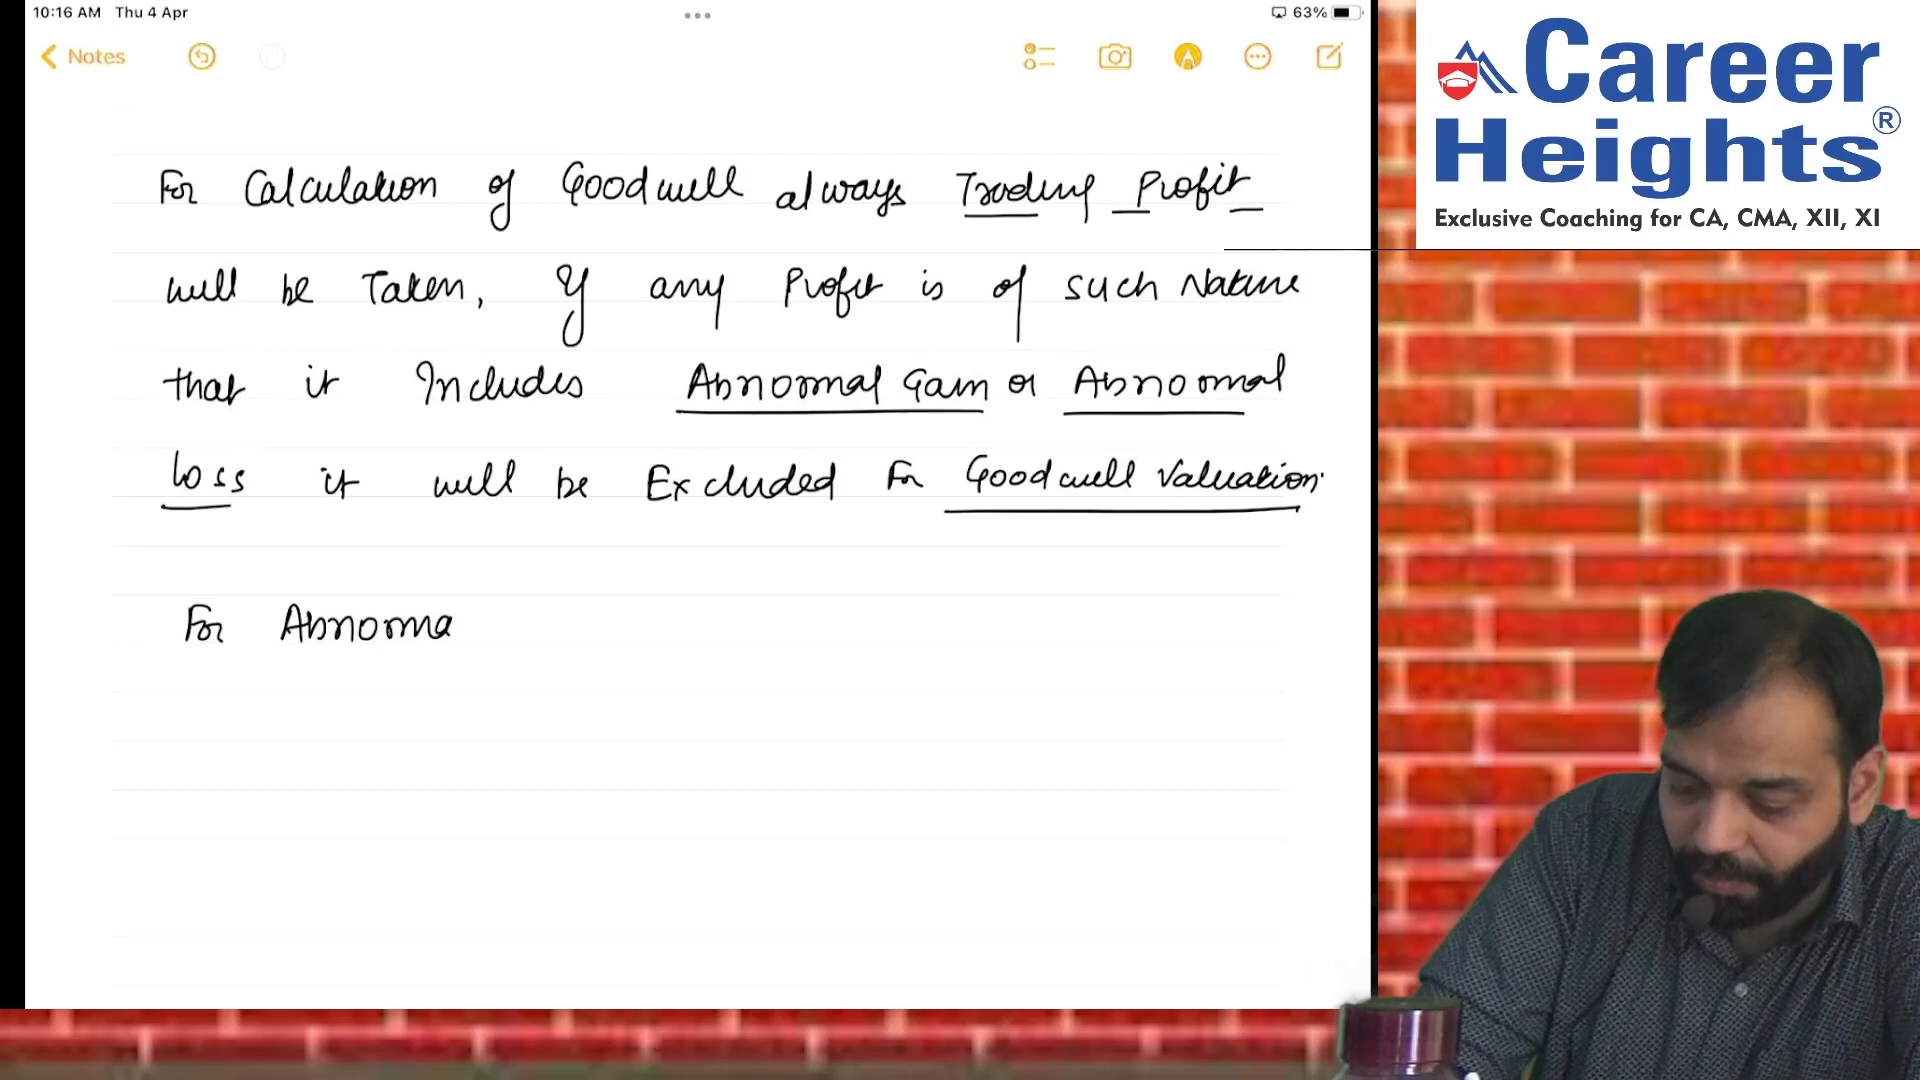 10:16 AM Thu 4 Apr
63%
Notes
For Calculation of Goodwill always Trading Profit
will be Taken, If any Profit is of such Nature
that it Includes Abnormal Gain or Abnormal
loss it will be Excluded For Goodwill Valuation.
For Abnorma
Career
Heights®
Exclusive Coaching for CA, CMA, XII, XI